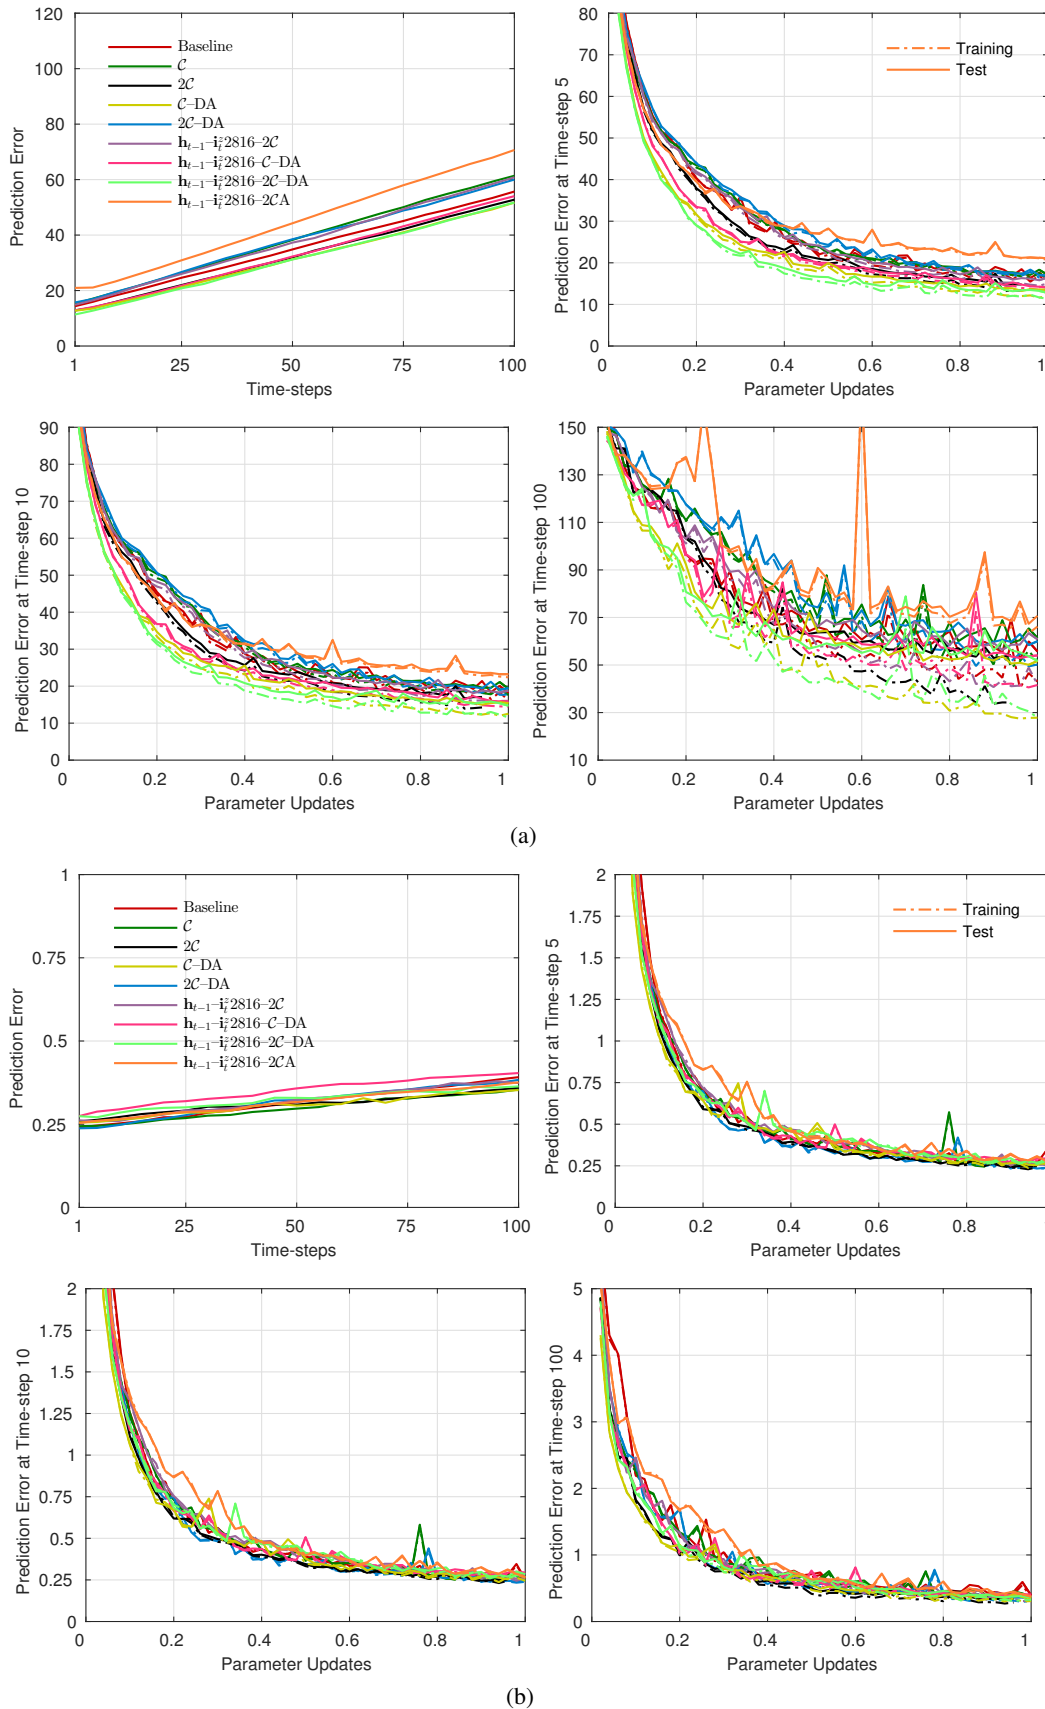 120
100
80
60
40
20
0
Prediction Error
Baseline
𝒞
2𝒞
𝒞–DA
2𝒞–DA
h_{t−1}–i_t^z2816–2𝒞
h_{t−1}–i_t^z2816–𝒞–DA
h_{t−1}–i_t^z2816–2𝒞–DA
h_{t−1}–i_t^z2816–2𝒞A
1 25 50 75 100
Time-steps
80
70
60
50
40
30
20
10
0
Prediction Error at Time-step 5
Training
Test
0 0.2 0.4 0.6 0.8 1
Parameter Updates
90
80
70
60
50
40
30
20
10
0
Prediction Error at Time-step 10
0 0.2 0.4 0.6 0.8 1
Parameter Updates
150
130
110
90
70
50
30
10
Prediction Error at Time-step 100
0 0.2 0.4 0.6 0.8 1
Parameter Updates
(a)
1
0.75
0.5
0.25
0
Prediction Error
Baseline
𝒞
2𝒞
𝒞–DA
2𝒞–DA
h_{t−1}–i_t^z2816–2𝒞
h_{t−1}–i_t^z2816–𝒞–DA
h_{t−1}–i_t^z2816–2𝒞–DA
h_{t−1}–i_t^z2816–2𝒞A
1 25 50 75 100
Time-steps
2
1.75
1.5
1.25
1
0.75
0.5
0.25
0
Prediction Error at Time-step 5
Training
Test
0 0.2 0.4 0.6 0.8
Parameter Updates
2
1.75
1.5
1.25
1
0.75
0.5
0.25
0
Prediction Error at Time-step 10
0 0.2 0.4 0.6 0.8 1
Parameter Updates
5
4
3
2
1
0
Prediction Error at Time-step 100
0 0.2 0.4 0.6 0.8 1
Parameter Updates
(b)